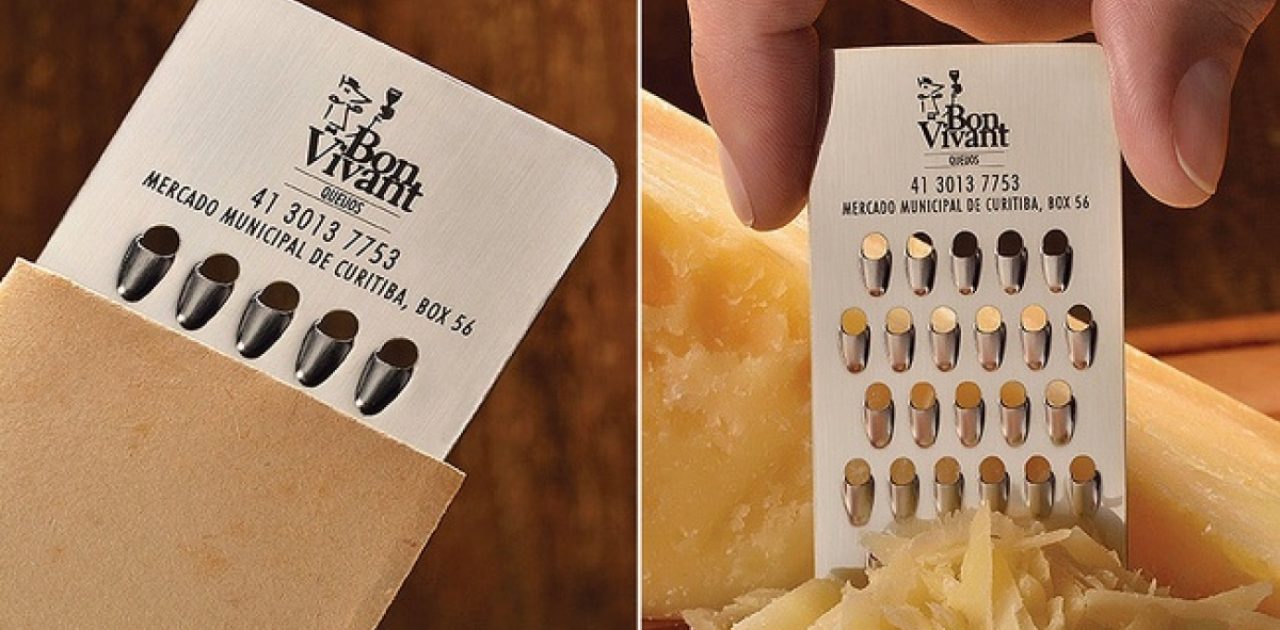 Bon
Vivant
QUEIJOS
41 3013 7753
MERCADO MUNICIPAL DE CURITIBA, BOX 56
Bon
Vivant
QUEIJOS
41 3013 7753
MERCADO MUNICIPAL DE CURITIBA, BOX 56